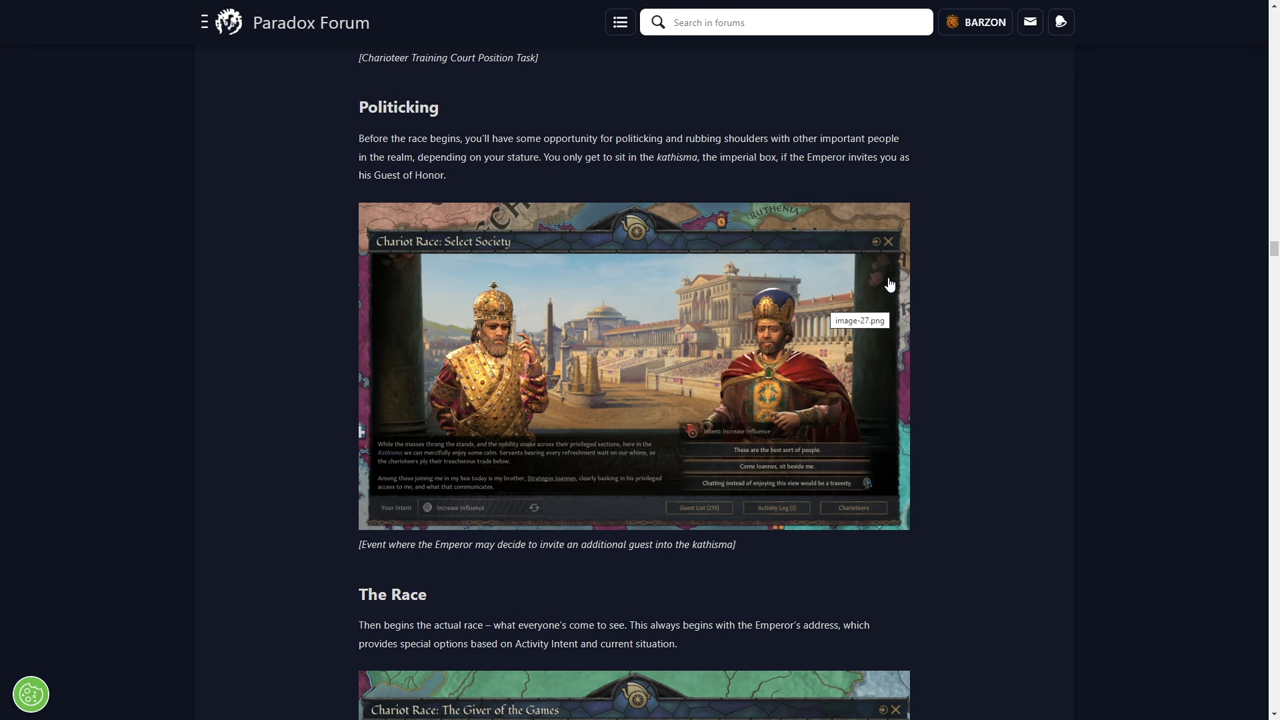 Paradox Forum
Search in forums
BARZON
[Charioteer Training Court Position Task]
Politicking
Before the race begins, you'll have some opportunity for politicking and rubbing shoulders with other important people
in the realm, depending on your stature. You only get to sit in the kathisma, the imperial box, if the Emperor invites you as
his Guest of Honor.
RUTHENIA
Chariot Race: Select Society
image-27.png
While the masses throng the stands, and the nobility snake across their privileged sections, here in the
Kathisma we can mercifully enjoy some calm. Servants bearing every refreshment wait on our whims, as
the charioteers ply their treacherous trade below.
Among those joining me in my box today is my brother, Strategos Ioannes, clearly basking in his privileged
access to me, and what that communicates.
Intent: Increase Influence
These are the best sort of people.
Come Ioannes, sit beside me.
Chatting instead of enjoying this view would be a travesty.
Your Intent
Increase Influence
Guest List (219)
Activity Log (1)
Charioteers
[Event where the Emperor may decide to invite an additional guest into the kathisma]
The Race
Then begins the actual race – what everyone's come to see. This always begins with the Emperor's address, which
provides special options based on Activity Intent and current situation.
Chariot Race: The Giver of the Games